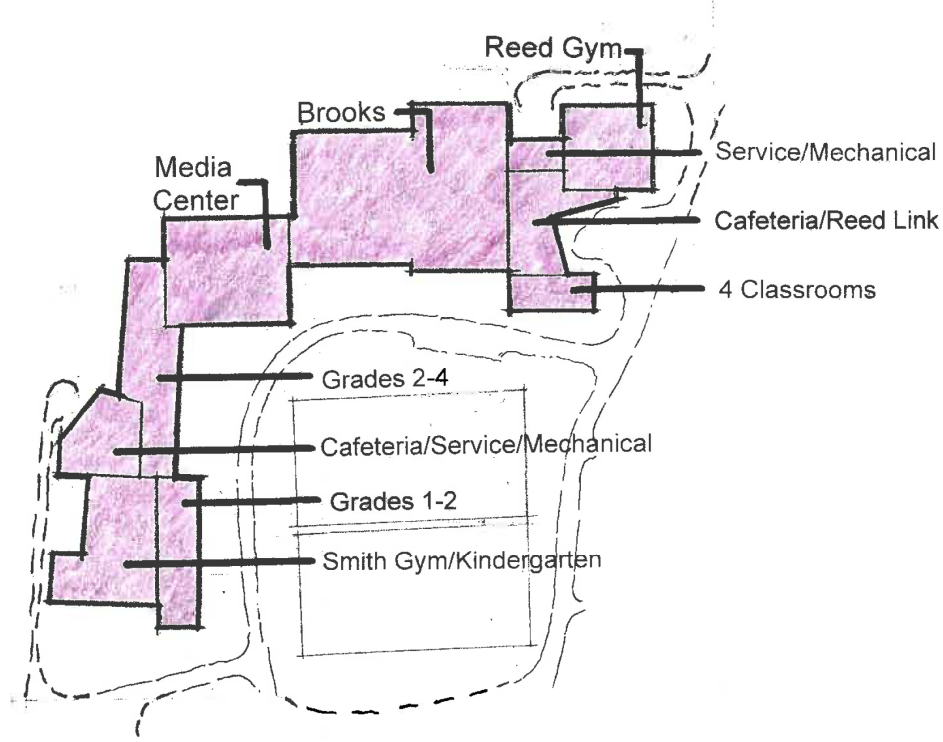 Reed Gym
Brooks
Service/Mechanical
Media
Center
Cafeteria/Reed Link
4 Classrooms
Grades 2-4
Cafeteria/Service/Mechanical
Grades 1-2
Smith Gym/Kindergarten